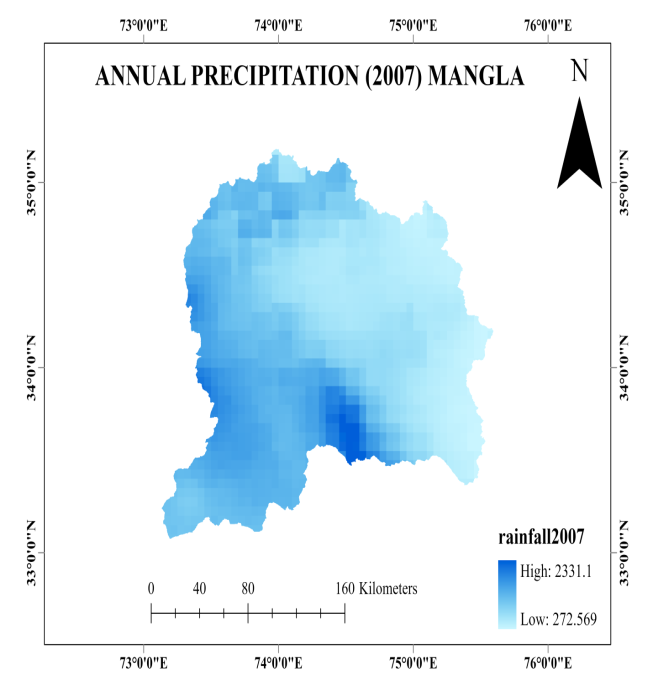 73°0'0"E 74°0'0"E 75°0'0"E 76°0'0"E
ANNUAL PRECIPITATION (2007) MANGLA
N
35°0'0"N 35°0'0"N
34°0'0"N 34°0'0"N
33°0'0"N 33°0'0"N
rainfall2007
High: 2331.1
Low: 272.569
0 40 80 160 Kilometers
73°0'0"E 74°0'0"E 75°0'0"E 76°0'0"E